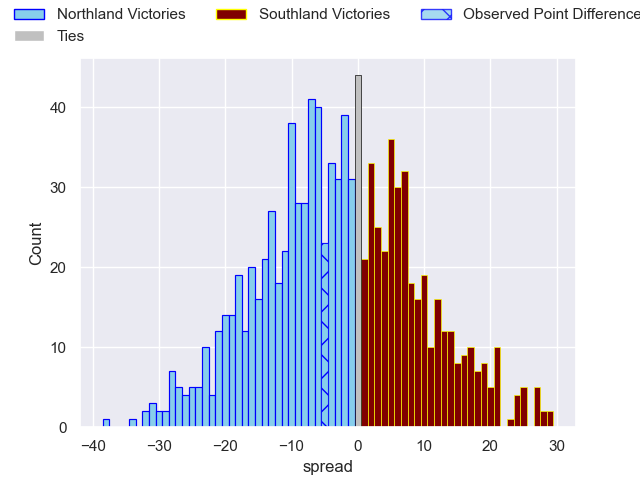 Northland Victories
Southland Victories
Observed Point Difference
Ties
Count
40
30
20
10
0
−40
−30
−20
−10
0
10
20
30
spread